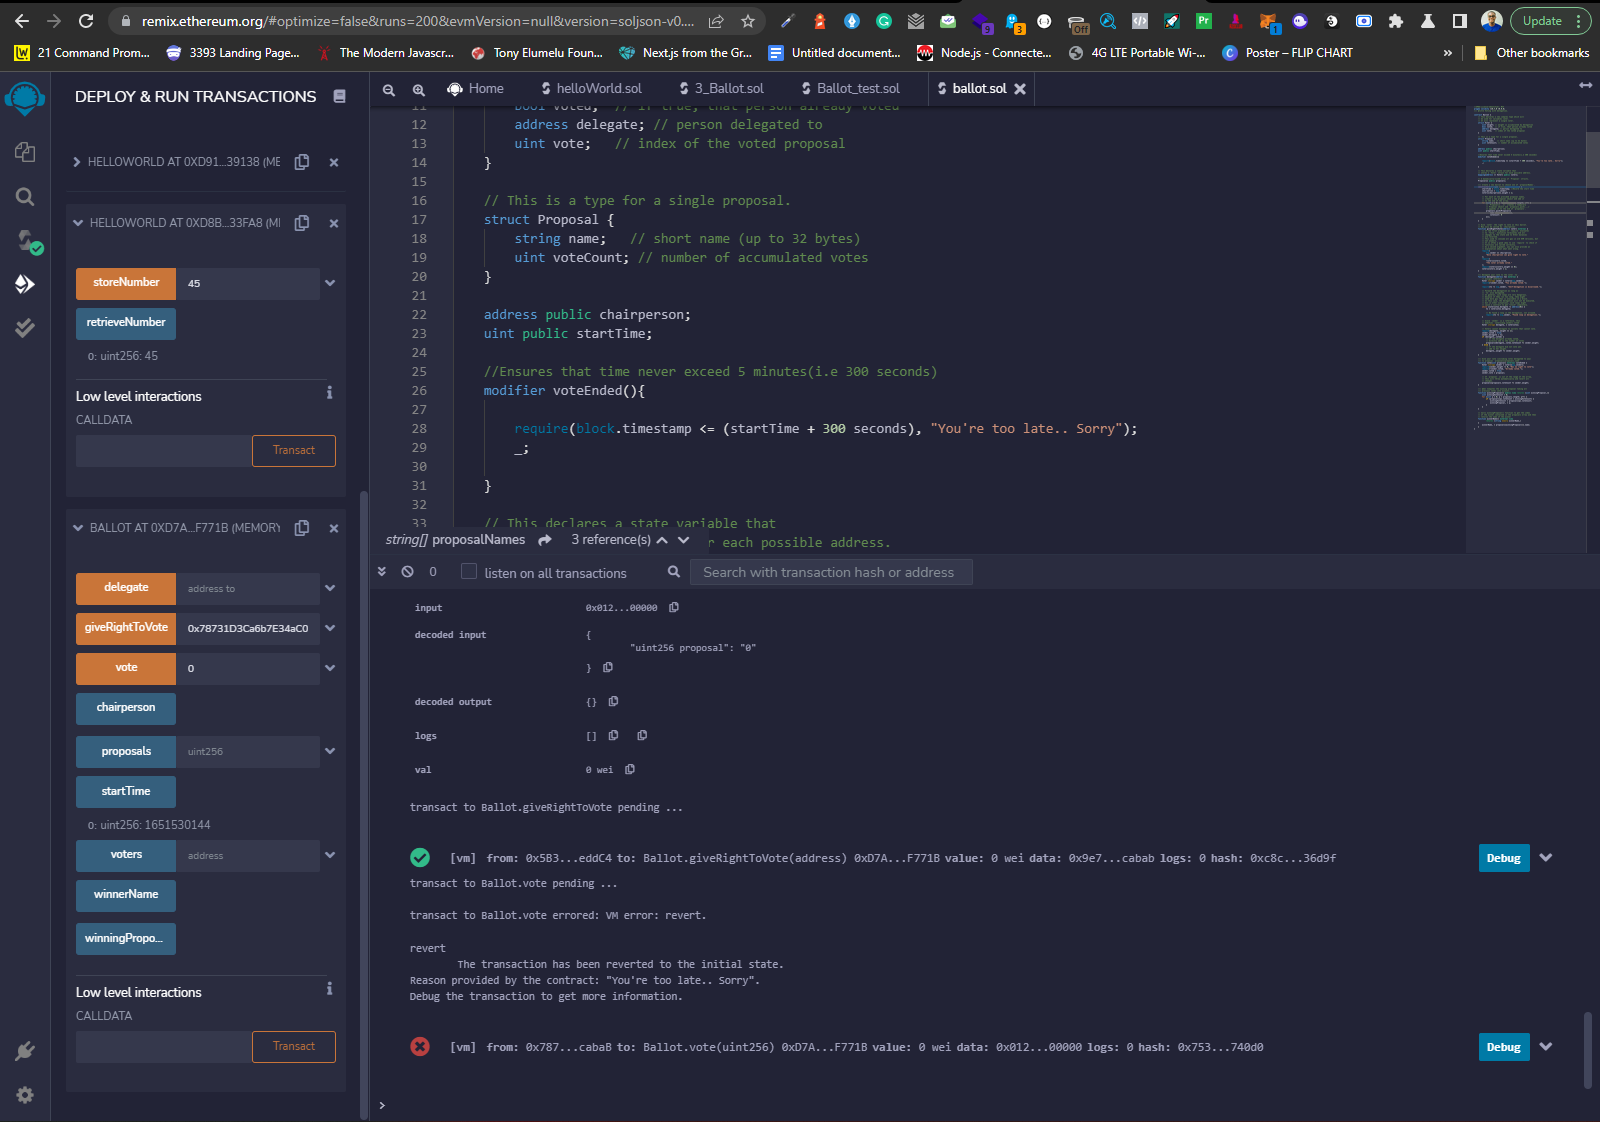 remix.ethereum.org/#optimize=false&runs=200&evmVersion=null&version=soljson-v0....
9
3
Off
Pr
1
Update
21 Command Prom...
3393 Landing Page...
The Modern Javascr...
Tony Elumelu Foun...
Next.js from the Gr...
Untitled document...
Node.js - Connecte...
4G LTE Portable Wi-...
Poster – FLIP CHART
»
Other bookmarks
DEPLOY & RUN TRANSACTIONS
HELLOWORLD AT 0XD91...39138 (ME
HELLOWORLD AT 0XD8B...33FA8 (MI
storeNumber 45
retrieveNumber
0: uint256: 45
Low level interactions
CALLDATA
Transact
BALLOT AT 0XD7A...F771B (MEMORY
delegate address to
giveRightToVote 0x78731D3Ca6b7E34aC0
vote 0
chairperson
proposals uint256
startTime
0: uint256: 1651530144
voters address
winnerName
winningPropo...
Low level interactions
CALLDATA
Transact
Home helloWorld.sol 3_Ballot.sol Ballot_test.sol ballot.sol
11 bool voted; // if true, that person already voted
12 address delegate; // person delegated to
13 uint vote; // index of the voted proposal
14 }
15
16 // This is a type for a single proposal.
17 struct Proposal {
18 string name; // short name (up to 32 bytes)
19 uint voteCount; // number of accumulated votes
20 }
21
22 address public chairperson;
23 uint public startTime;
24
25 //Ensures that time never exceed 5 minutes(i.e 300 seconds)
26 modifier voteEnded(){
27
28 require(block.timestamp <= (startTime + 300 seconds), "You're too late.. Sorry");
29 _;
30
31 }
32
33 // This declares a state variable that
string[] proposalNames 3 reference(s) r each possible address.
0 listen on all transactions Search with transaction hash or address
input 0x012...00000
decoded input {
"uint256 proposal": "0"
}
decoded output {}
logs []
val 0 wei
transact to Ballot.giveRightToVote pending ...
[vm] from: 0x5B3...eddC4 to: Ballot.giveRightToVote(address) 0xD7A...F771B value: 0 wei data: 0x9e7...cabab logs: 0 hash: 0xc8c...36d9f Debug
transact to Ballot.vote pending ...
transact to Ballot.vote errored: VM error: revert.
revert
The transaction has been reverted to the initial state.
Reason provided by the contract: "You're too late.. Sorry".
Debug the transaction to get more information.
[vm] from: 0x787...cabaB to: Ballot.vote(uint256) 0xD7A...F771B value: 0 wei data: 0x012...00000 logs: 0 hash: 0x753...740d0 Debug
>